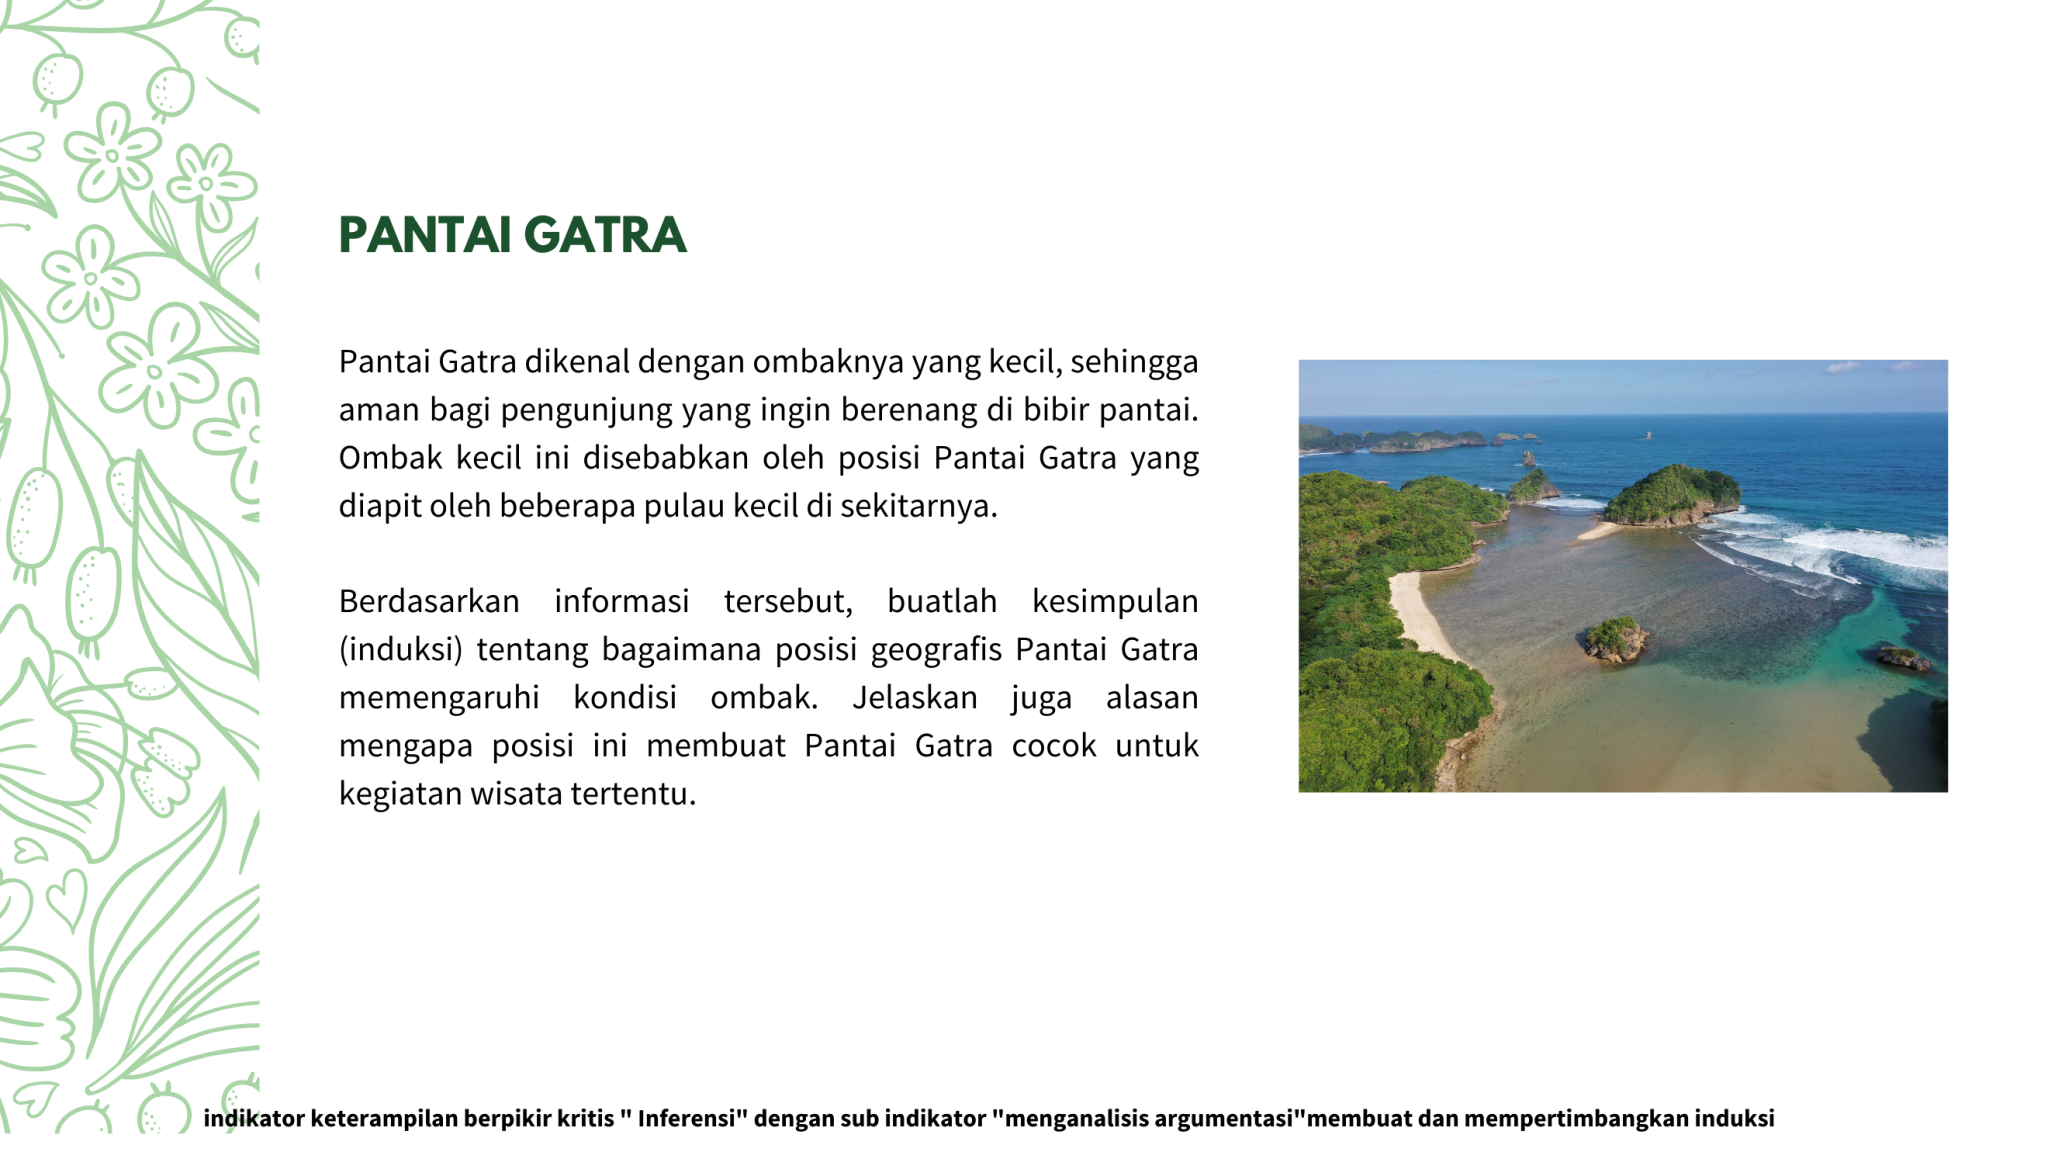 PANTAI GATRA
Pantai Gatra dikenal dengan ombaknya yang kecil, sehingga
aman bagi pengunjung yang ingin berenang di bibir pantai.
Ombak kecil ini disebabkan oleh posisi Pantai Gatra yang
diapit oleh beberapa pulau kecil di sekitarnya.
Berdasarkan informasi tersebut, buatlah kesimpulan
(induksi) tentang bagaimana posisi geografis Pantai Gatra
memengaruhi kondisi ombak. Jelaskan juga alasan
mengapa posisi ini membuat Pantai Gatra cocok untuk
kegiatan wisata tertentu.
indikator keterampilan berpikir kritis " Inferensi" dengan sub indikator "menganalisis argumentasi"membuat dan mempertimbangkan induksi